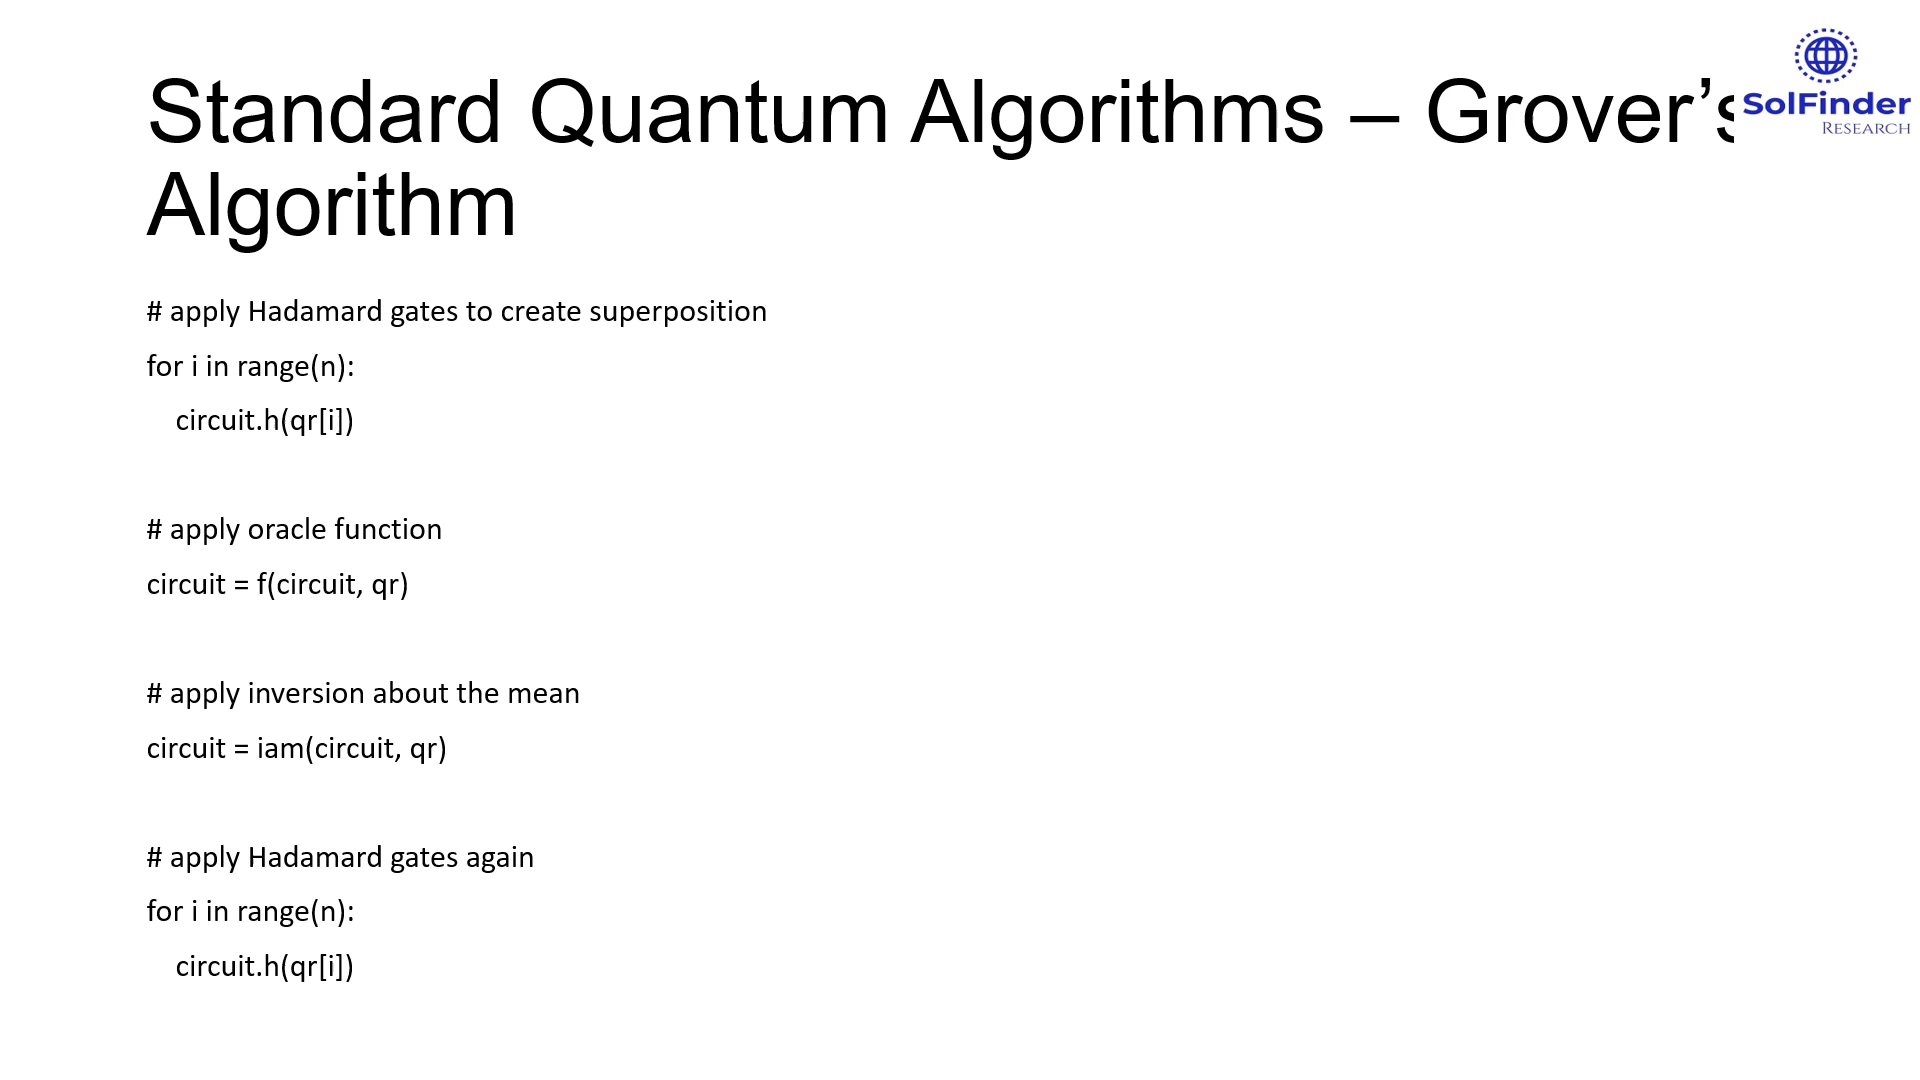 Standard Quantum Algorithms – Grover’s
Algorithm
SolFinder
RESEARCH
# apply Hadamard gates to create superposition
for i in range(n):
circuit.h(qr[i])
# apply oracle function
circuit = f(circuit, qr)
# apply inversion about the mean
circuit = iam(circuit, qr)
# apply Hadamard gates again
for i in range(n):
circuit.h(qr[i])